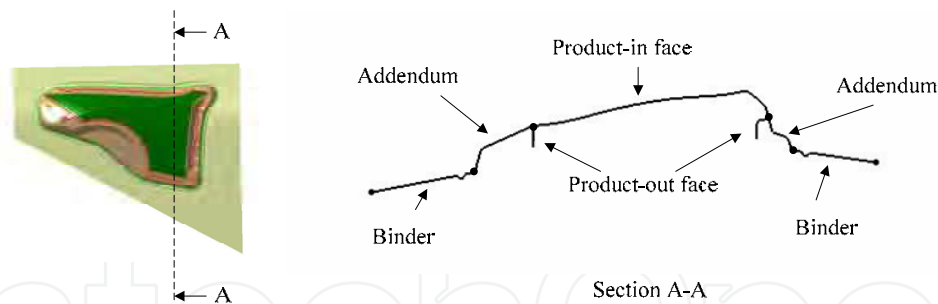 A
Product-in face
Addendum
Addendum
Product-out face
Binder
Binder
A
Section A-A